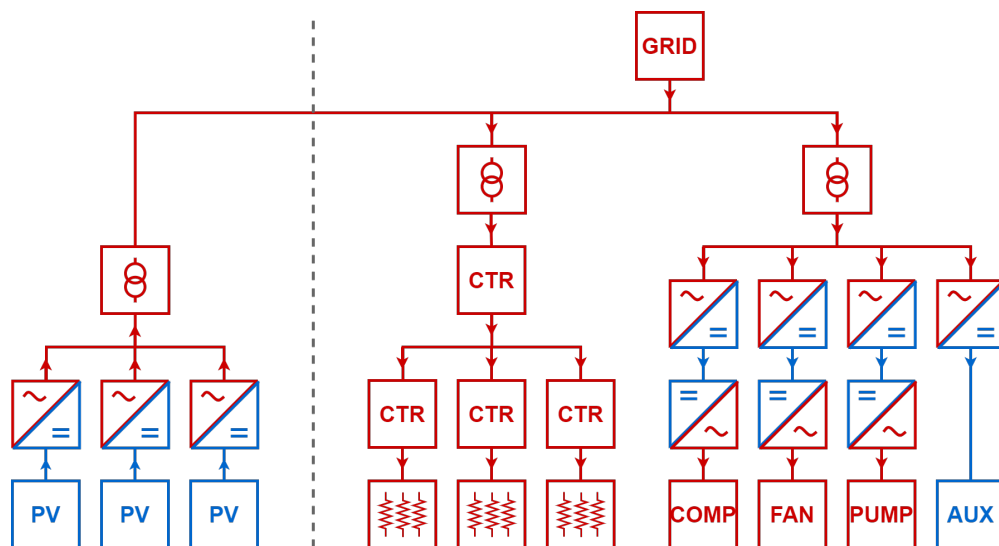 GRID
CTR
CTR CTR CTR
PV PV PV COMP FAN PUMP AUX